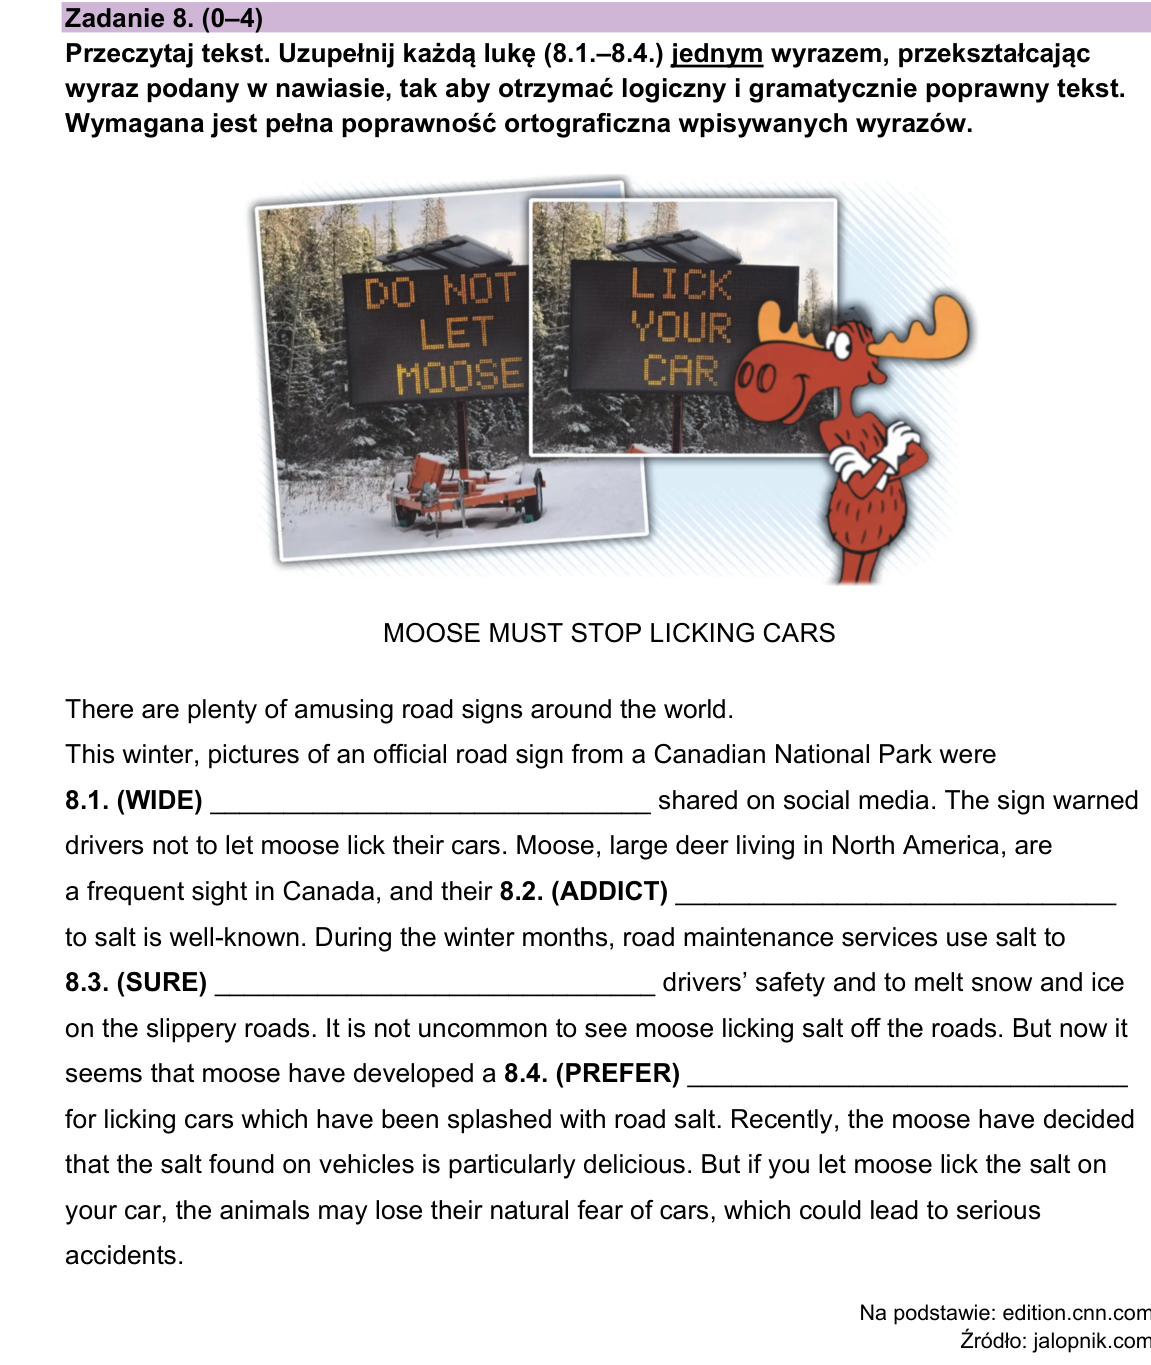 Zadanie 8. (0–4)
Przeczytaj tekst. Uzupełnij każdą lukę (8.1.–8.4.) jednym wyrazem, przekształcając
wyraz podany w nawiasie, tak aby otrzymać logiczny i gramatycznie poprawny tekst.
Wymagana jest pełna poprawność ortograficzna wpisywanych wyrazów.
DO NOT
LET
MOOSE
LICK
YOUR
CAR
MOOSE MUST STOP LICKING CARS
There are plenty of amusing road signs around the world.
This winter, pictures of an official road sign from a Canadian National Park were
8.1. (WIDE) ______________________________ shared on social media. The sign warned
drivers not to let moose lick their cars. Moose, large deer living in North America, are
a frequent sight in Canada, and their 8.2. (ADDICT) ______________________________
to salt is well-known. During the winter months, road maintenance services use salt to
8.3. (SURE) ______________________________ drivers’ safety and to melt snow and ice
on the slippery roads. It is not uncommon to see moose licking salt off the roads. But now it
seems that moose have developed a 8.4. (PREFER) ______________________________
for licking cars which have been splashed with road salt. Recently, the moose have decided
that the salt found on vehicles is particularly delicious. But if you let moose lick the salt on
your car, the animals may lose their natural fear of cars, which could lead to serious
accidents.
Na podstawie: edition.cnn.com
Źródło: jalopnik.com